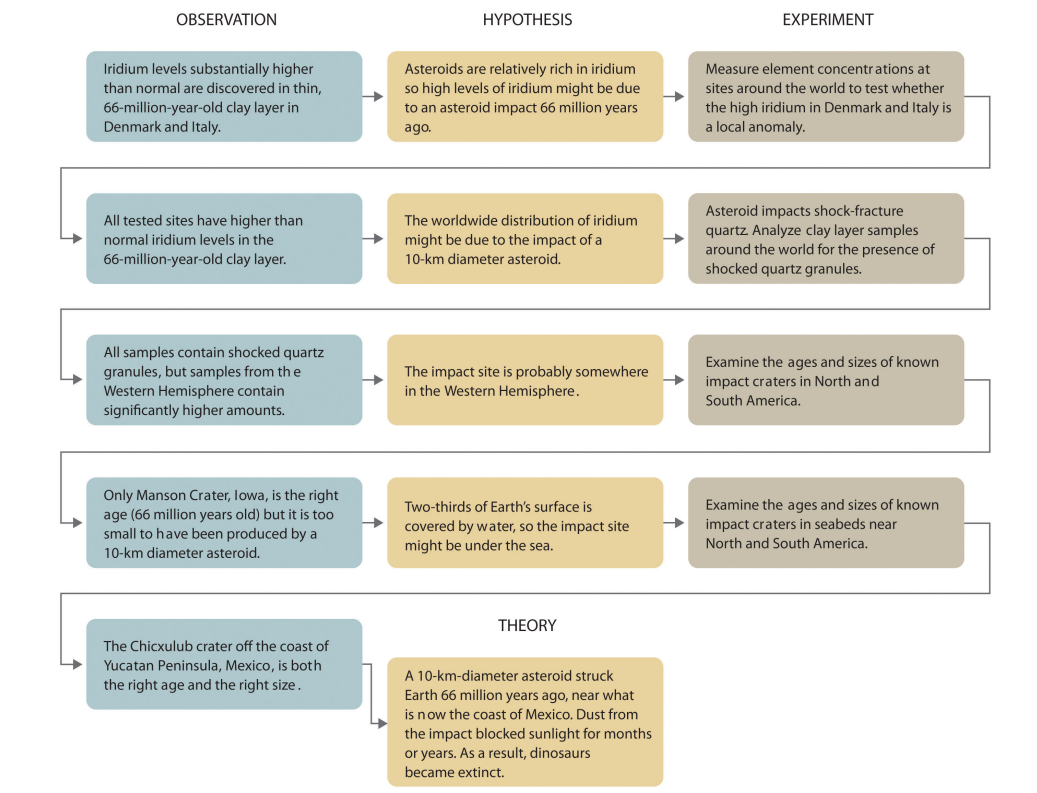 OBSERVATION
HYPOTHESIS
EXPERIMENT
Iridium levels substantially higher
than normal are discovered in thin,
66-million-year-old clay layer in
Denmark and Italy.
Asteroids are relatively rich in iridium
so high levels of iridium might be due
to an asteroid impact 66 million years
ago.
Measure element concentrations at
sites around the world to test whether
the high iridium in Denmark and Italy is
a local anomaly.
All tested sites have higher than
normal iridium levels in the
66-million-year-old clay layer.
The worldwide distribution of iridium
might be due to the impact of a
10-km diameter asteroid.
Asteroid impacts shock-fracture
quartz. Analyze clay layer samples
around the world for the presence of
shocked quartz granules.
All samples contain shocked quartz
granules, but samples from the
Western Hemisphere contain
significantly higher amounts.
The impact site is probably somewhere
in the Western Hemisphere.
Examine the ages and sizes of known
impact craters in North and
South America.
Only Manson Crater, Iowa, is the right
age (66 million years old) but it is too
small to have been produced by a
10-km diameter asteroid.
Two-thirds of Earth's surface is
covered by water, so the impact site
might be under the sea.
Examine the ages and sizes of known
impact craters in seabeds near
North and South America.
The Chicxulub crater off the coast of
Yucatan Peninsula, Mexico, is both
the right age and the right size.
THEORY
A 10-km-diameter asteroid struck
Earth 66 million years ago, near what
is now the coast of Mexico. Dust from
the impact blocked sunlight for months
or years. As a result, dinosaurs
became extinct.